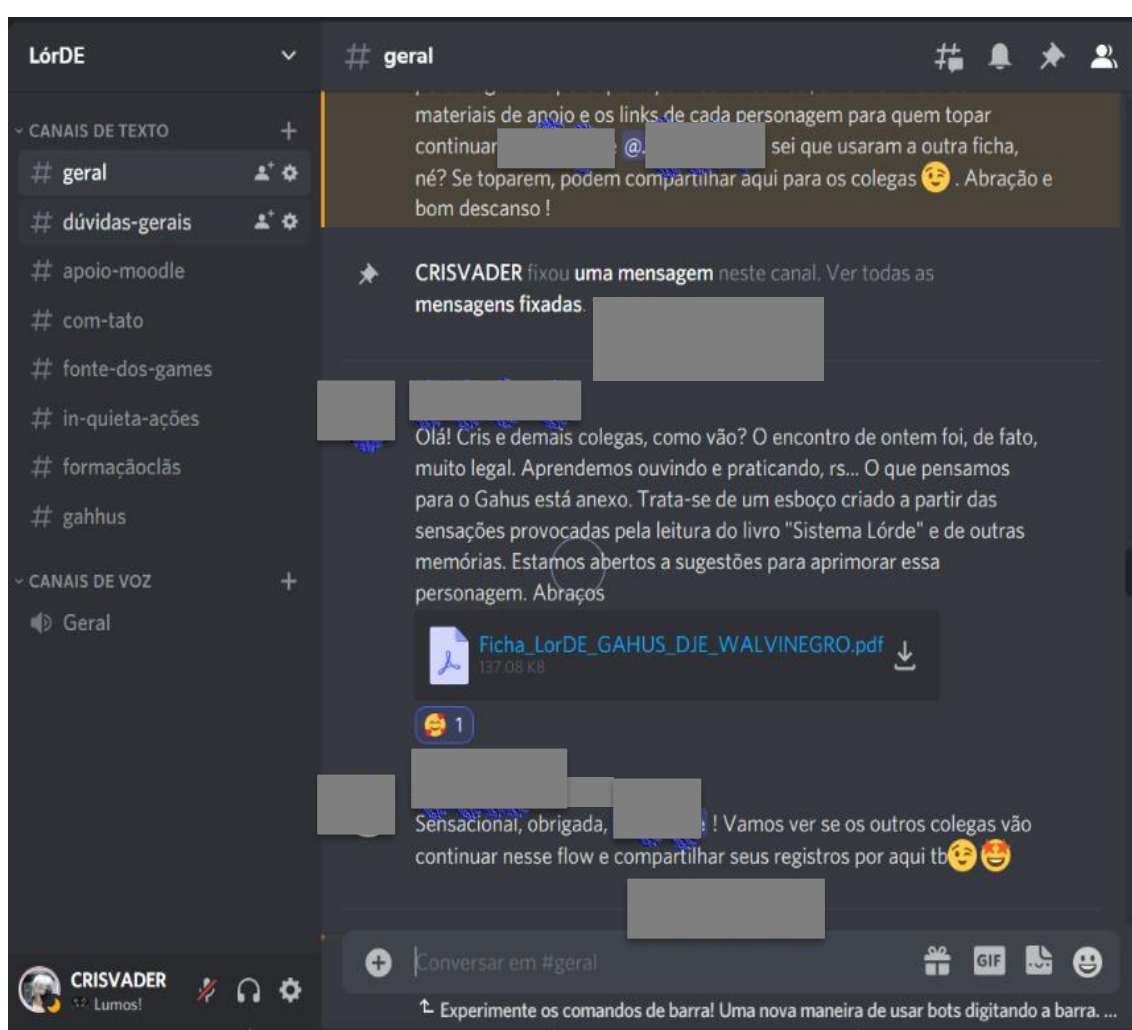 LórDE
CANAIS DE TEXTO
geral
dúvidas-gerais
apoio-moodle
com-tato
fonte-dos-games
in-quieta-ações
formaçãoclãs
gahhus
CANAIS DE VOZ
Geral
CRISVADER
Lumos!
geral
materiais de apoio e os links de cada personagem para quem topar
continuar @. sei que usaram a outra ficha,
né? Se toparem, podem compartilhar aqui para os colegas 😉 . Abração e
bom descanso !
CRISVADER fixou uma mensagem neste canal. Ver todas as
mensagens fixadas.
Olá! Cris e demais colegas, como vão? O encontro de ontem foi, de fato,
muito legal. Aprendemos ouvindo e praticando, rs... O que pensamos
para o Gahus está anexo. Trata-se de um esboço criado a partir das
sensações provocadas pela leitura do livro "Sistema Lórde" e de outras
memórias. Estamos abertos a sugestões para aprimorar essa
personagem. Abraços
Ficha_LorDE_GAHUS_DJE_WALVINEGRO.pdf
137.08 KB
🥰 1
Sensacional, obrigada, ! Vamos ver se os outros colegas vão
continuar nesse flow e compartilhar seus registros por aqui tb😉🤩
Conversar em #geral
GIF
Experimente os comandos de barra! Uma nova maneira de usar bots digitando a barra. ...